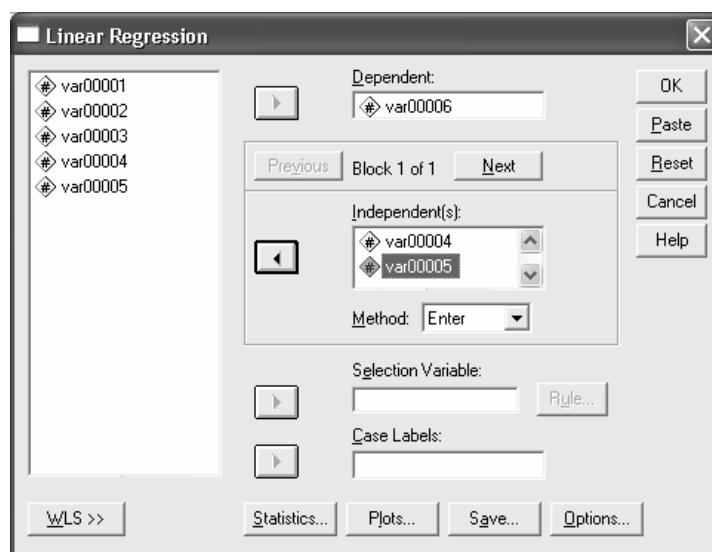 Linear Regression
var00001
var00002
var00003
var00004
var00005
Dependent:
var00006
Previous
Block 1 of 1
Next
Independent(s):
var00004
var00005
Method:
Enter
Selection Variable:
Rule...
Case Labels:
OK
Paste
Reset
Cancel
Help
WLS >>
Statistics...
Plots...
Save...
Options...